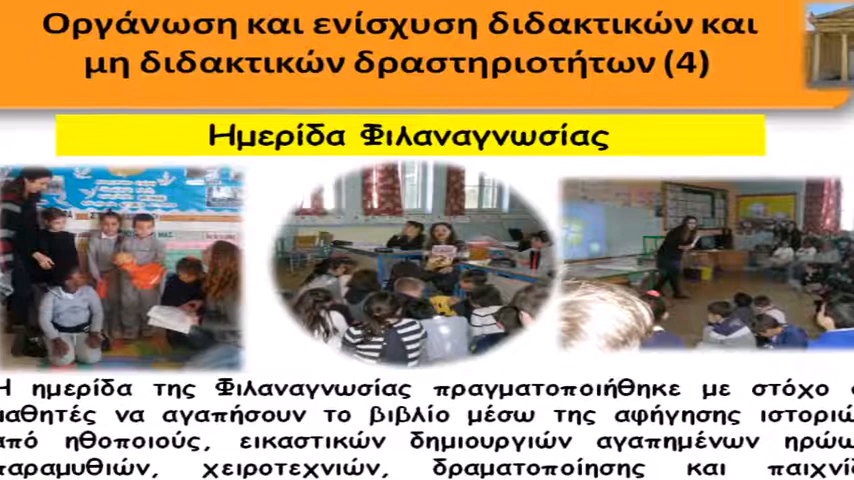 Οργάνωση και ενίσχυση διδακτικών και
μη διδακτικών δραστηριοτήτων (4)
Ημερίδα Φιλαναγνωσίας
Η ημερίδα της Φιλαναγνωσίας πραγματοποιήθηκε με στόχο
μαθητές να αγαπήσουν το βιβλίο μέσω της αφήγησης
από ηθοποιούς, εικαστικών δημιουργιών αγαπημένων
παραμυθιών, χειροτεχνιών, δραματοποίησης και